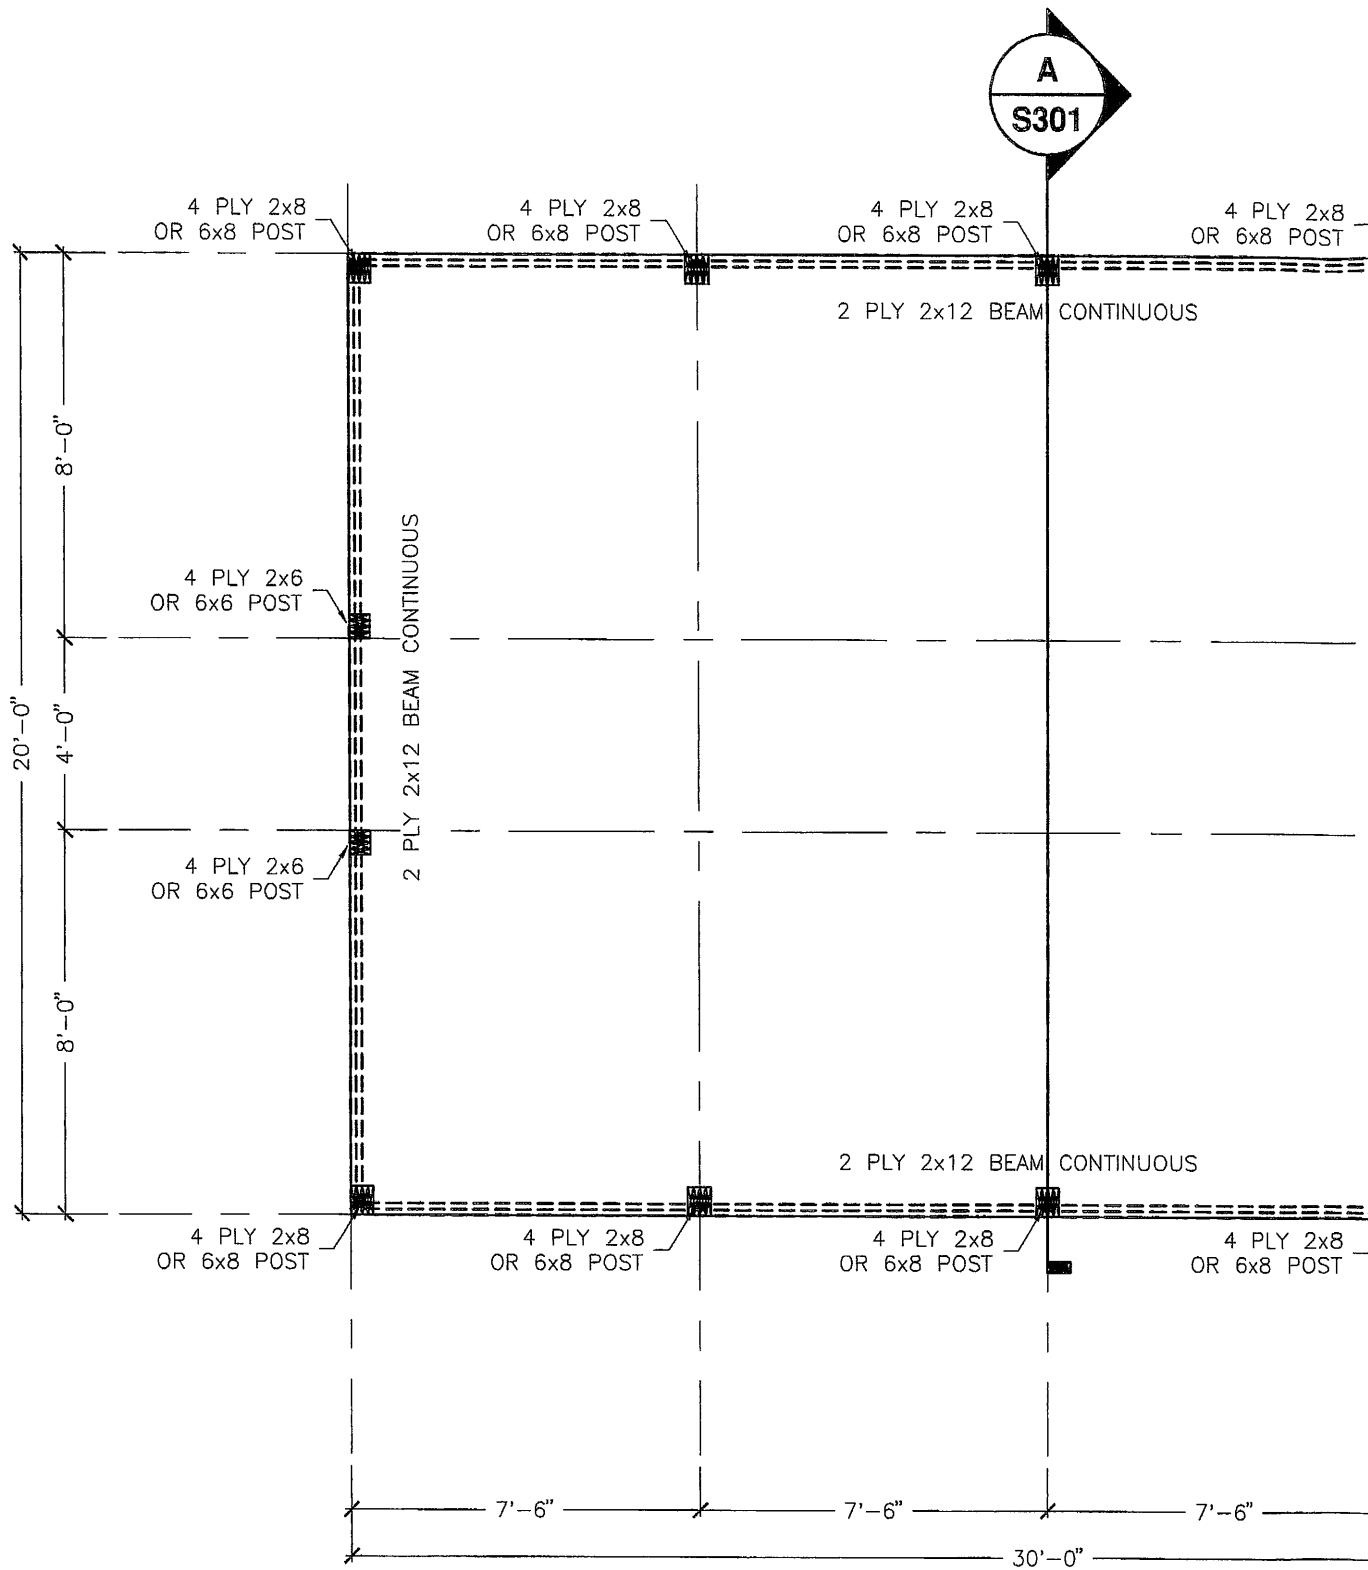 A
S301
4 PLY 2x8
OR 6x8 POST
4 PLY 2x8
OR 6x8 POST
4 PLY 2x8
OR 6x8 POST
4 PLY 2x8
OR 6x8 POST
2 PLY 2x12 BEAM CONTINUOUS
8'-0"
4 PLY 2x6
OR 6x6 POST
2 PLY 2x12 BEAM CONTINUOUS
20'-0"
4'-0"
4 PLY 2x6
OR 6x6 POST
8'-0"
2 PLY 2x12 BEAM CONTINUOUS
4 PLY 2x8
OR 6x8 POST
4 PLY 2x8
OR 6x8 POST
4 PLY 2x8
OR 6x8 POST
4 PLY 2x8
OR 6x8 POST
7'-6"
7'-6"
7'-6"
30'-0"